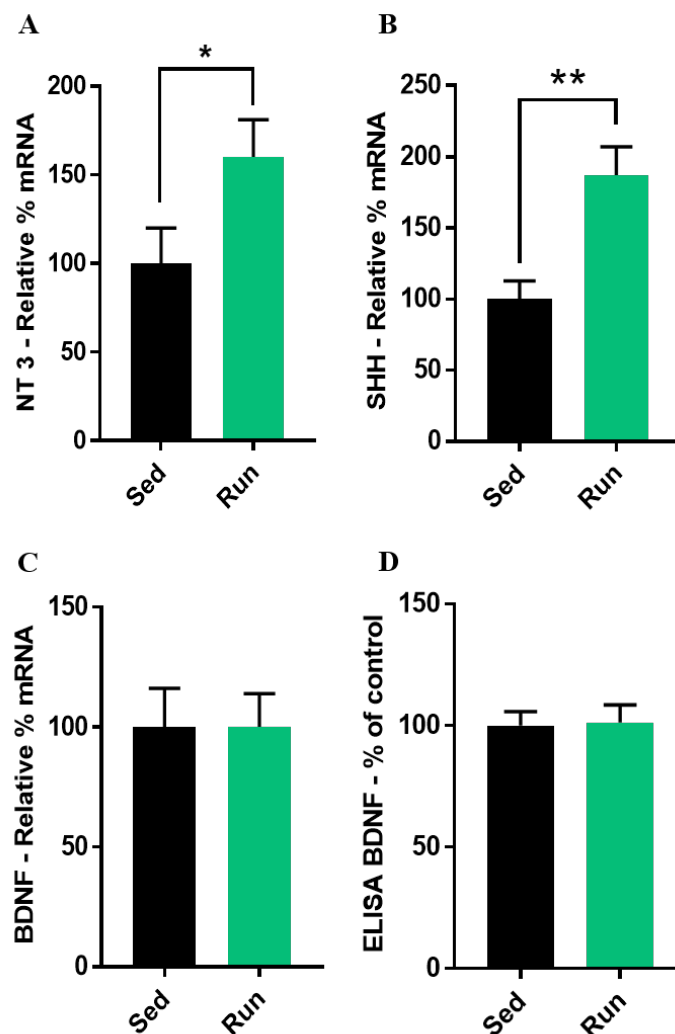 A
NT 3 - Relative % mRNA
200
150
100
50
0
*
Sed
Run
B
SHH - Relative % mRNA
250
200
150
100
50
0
**
Sed
Run
C
BDNF - Relative % mRNA
150
100
50
0
Sed
Run
D
ELISA BDNF - % of control
150
100
50
0
Sed
Run